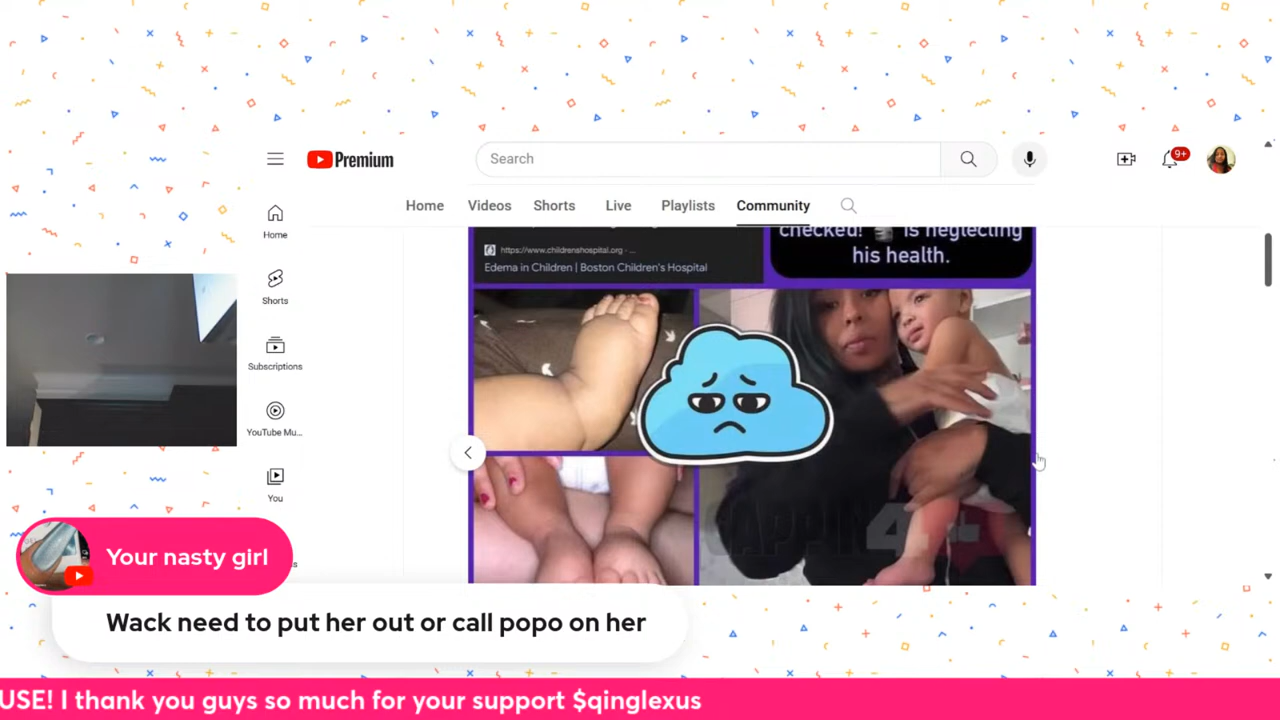 Premium
Search
9+
Home
Videos
Shorts
Live
Playlists
Community
Home
Shorts
Subscriptions
YouTube Mu...
You
https://www.childrenshospital.org › ...
Edema in Children | Boston Children's Hospital
checked! is neglecting
his health.
Your nasty girl
Wack need to put her out or call popo on her
USE! I thank you guys so much for your support $qinglexus